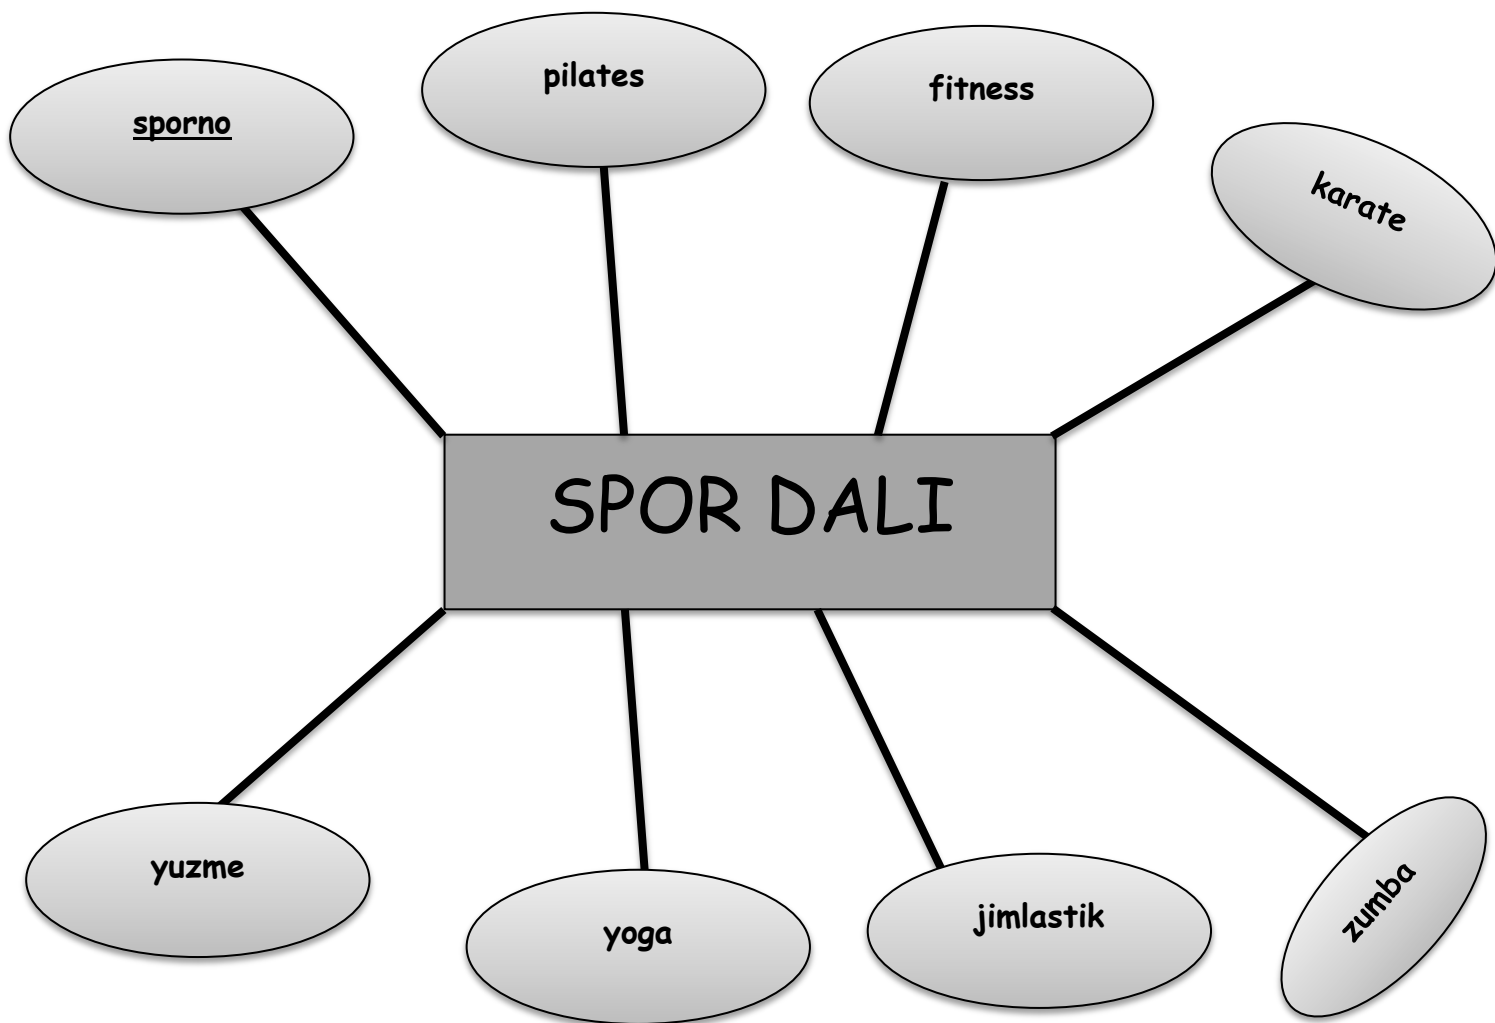 sporno
pilates
fitness
karate
SPOR DALI
yuzme
yoga
jimlastik
zumba